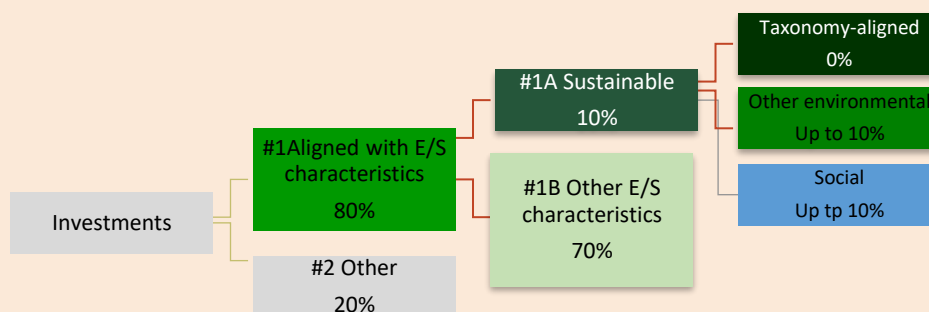 Investments
#1Aligned with E/S
characteristics
80%
#2 Other
20%
#1A Sustainable
10%
#1B Other E/S
characteristics
70%
Taxonomy-aligned
0%
Other environmental
Up to 10%
Social
Up tp 10%